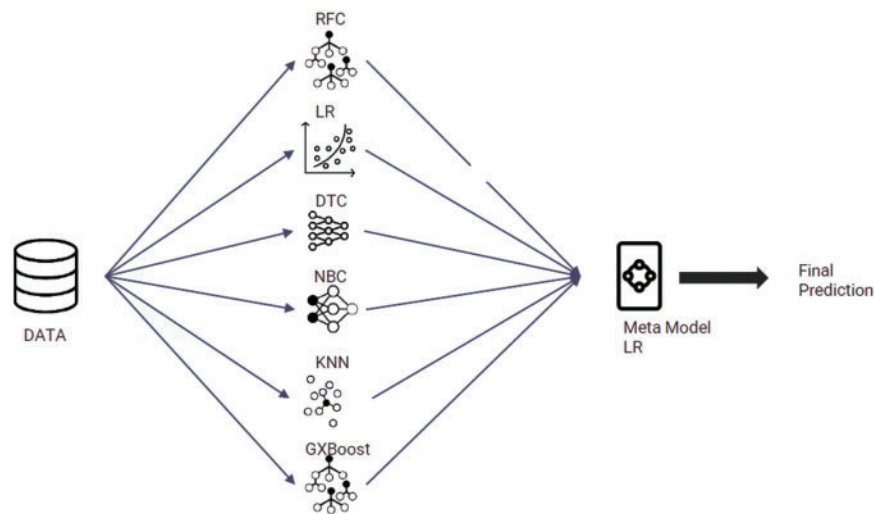 RFC
LR
DTC
NBC
KNN
GXBoost
DATA
Meta Model
LR
Final
Prediction